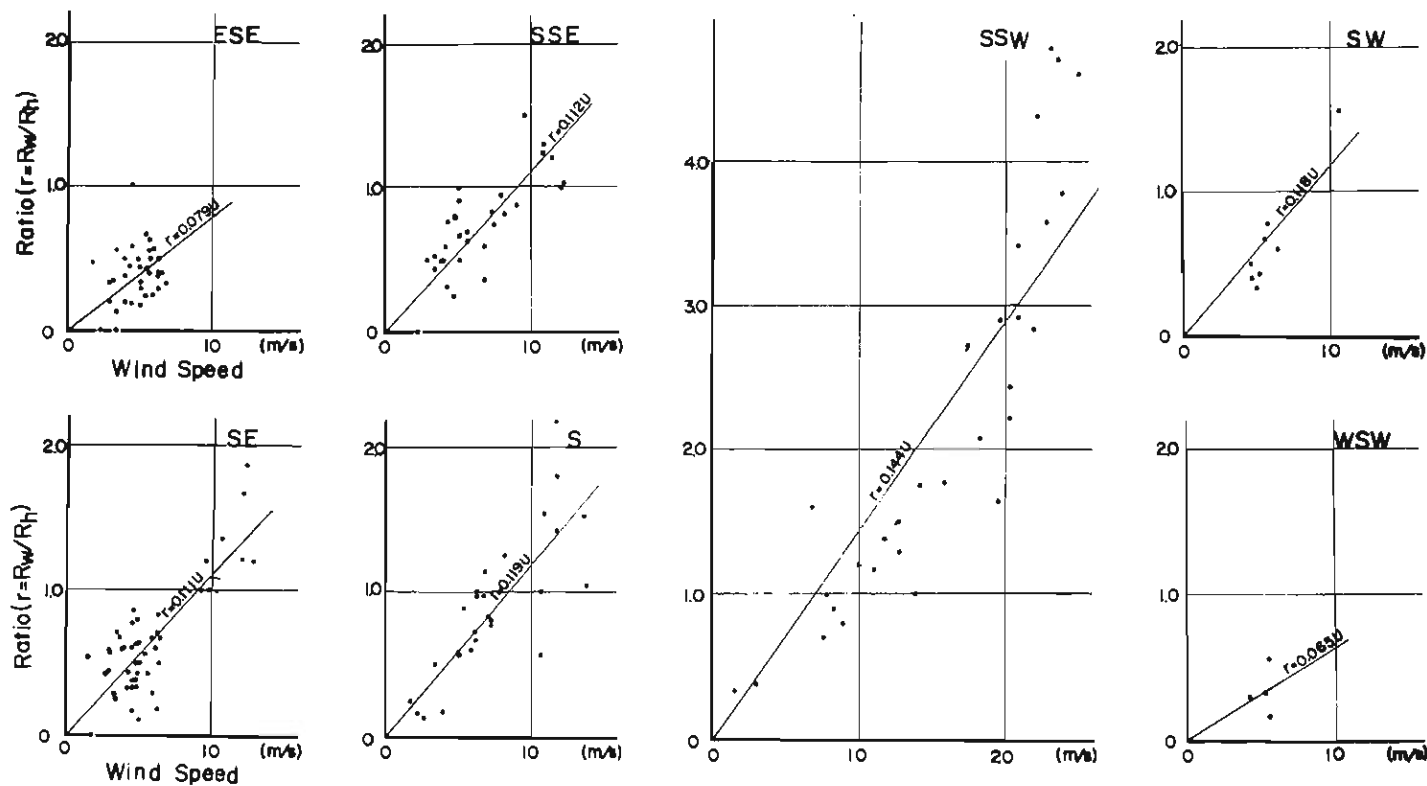 ESE
2.0
1.0
0
Ratio(r=Rw/Rh)
r=0.079U
0 10 (m/s)
Wind Speed
SSE
2.0
1.0
0
r=0.112U
0 10 (m/s)
SSW
4.0
3.0
2.0
1.0
0
r=0.144U
0 10 20 (m/s)
SW
2.0
1.0
0
r=0.118U
0 10 (m/s)
SE
2.0
1.0
0
Ratio(r=Rw/Rh)
r=0.111U
0 10 (m/s)
Wind Speed
S
2.0
1.0
0
r=0.119U
0 10 (m/s)
WSW
2.0
1.0
0
r=0.065U
0 10 (m/s)